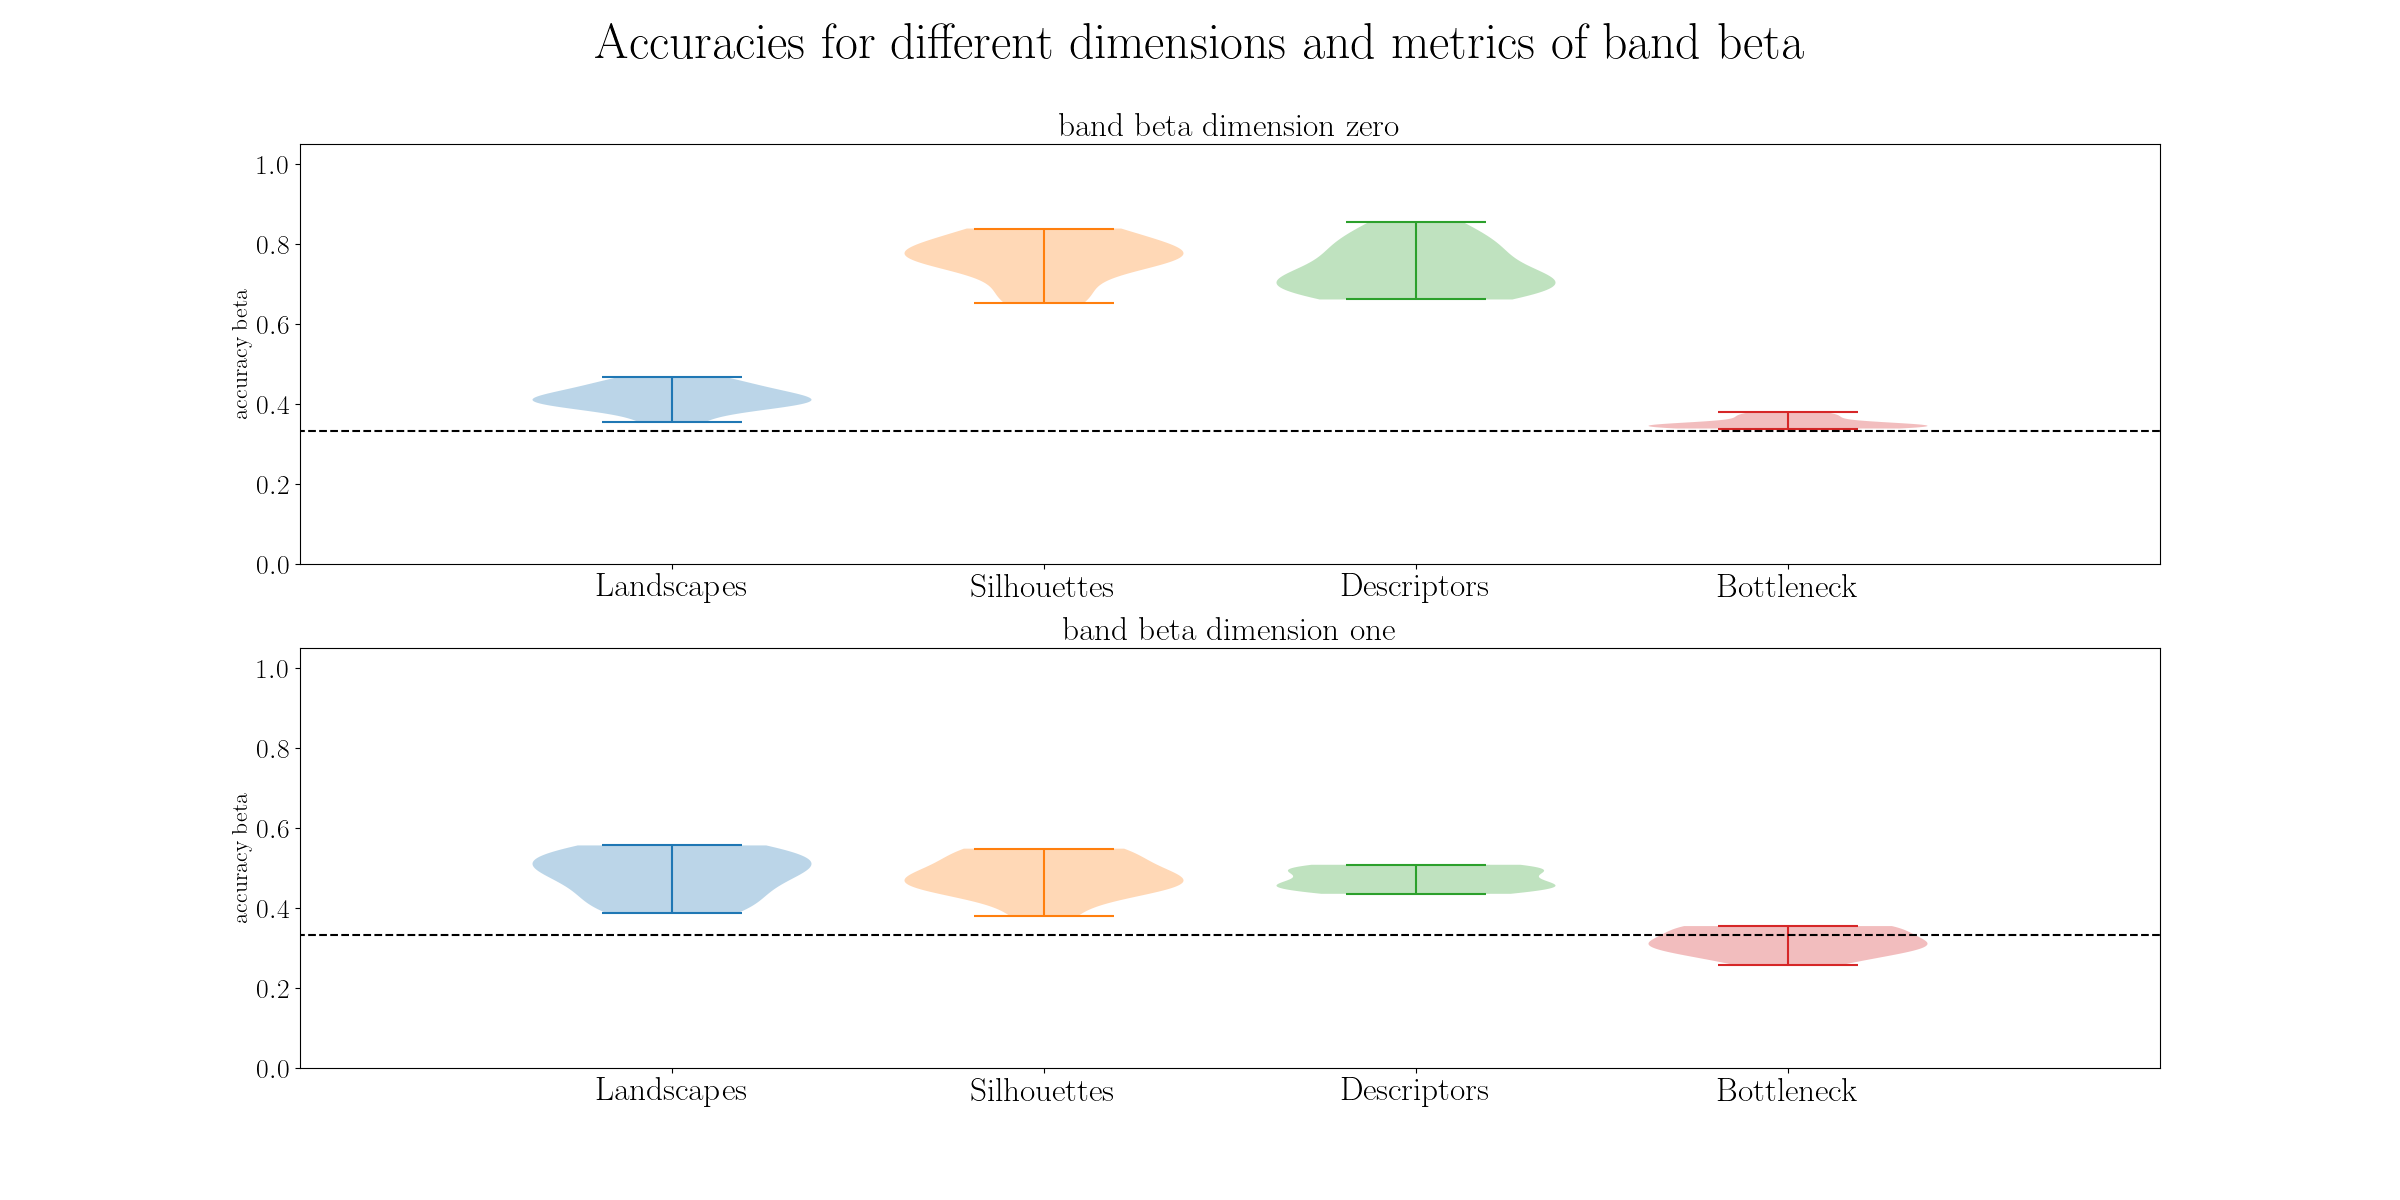 Accuracies for different dimensions and metrics of band beta
band beta dimension zero
accuracy beta
1.0
0.8
0.6
0.4
0.2
0.0
Landscapes Silhouettes Descriptors Bottleneck
band beta dimension one
accuracy beta
1.0
0.8
0.6
0.4
0.2
0.0
Landscapes Silhouettes Descriptors Bottleneck